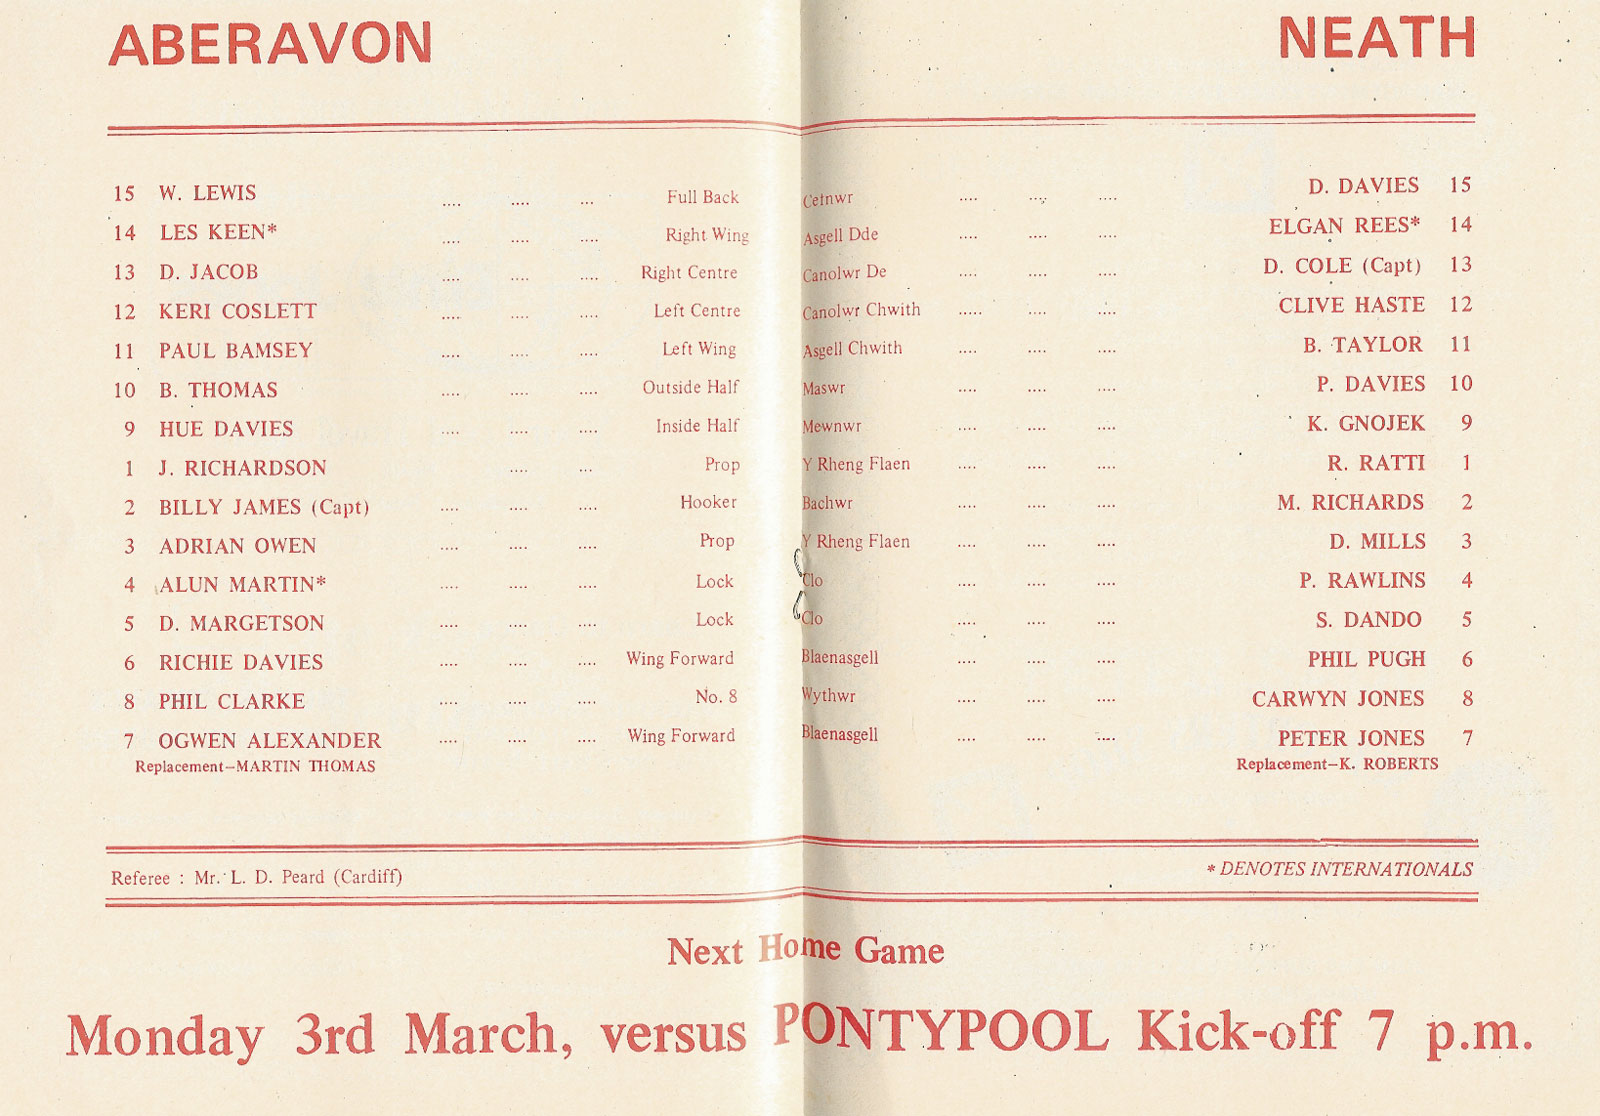 ABERAVON NEATH
15 W. LEWIS .... .... ... Full Back Cefnwr .... .... .... D. DAVIES 15
14 LES KEEN* .... .... .... Right Wing Asgell Dde .... .... .... ELGAN REES* 14
13 D. JACOB .... .... .... Right Centre Canolwr De .... .... .... D. COLE (Capt) 13
12 KERI COSLETT .... .... .... Left Centre Canolwr Chwith ..... .... .... CLIVE HASTE 12
11 PAUL BAMSEY .... .... .... Left Wing Asgell Chwith .... .... .... B. TAYLOR 11
10 B. THOMAS .... .... .... Outside Half Maswr .... .... .... P. DAVIES 10
9 HUE DAVIES .... .... .... Inside Half Mewnwr .... .... .... K. GNOJEK 9
1 J. RICHARDSON .... ... Prop Y Rheng Flaen .... .... .... R. RATTI 1
2 BILLY JAMES (Capt) .... .... .... Hooker Bachwr .... .... .... M. RICHARDS 2
3 ADRIAN OWEN .... .... .... Prop Y Rheng Flaen .... .... .... D. MILLS 3
4 ALUN MARTIN* .... .... .... Lock Clo .... .... .... P. RAWLINS 4
5 D. MARGETSON .... .... .... Lock Clo .... .... .... S. DANDO 5
6 RICHIE DAVIES .... .... .... Wing Forward Blaenasgell .... .... .... PHIL PUGH 6
8 PHIL CLARKE .... .... .... No. 8 Wythwr .... .... .... CARWYN JONES 8
7 OGWEN ALEXANDER .... .... .... Wing Forward Blaenasgell .... .... .... PETER JONES 7
Replacement—MARTIN THOMAS Replacement—K. ROBERTS
Referee : Mr. L. D. Peard (Cardiff) * DENOTES INTERNATIONALS
Next Home Game
Monday 3rd March, versus PONTYPOOL Kick-off 7 p.m.